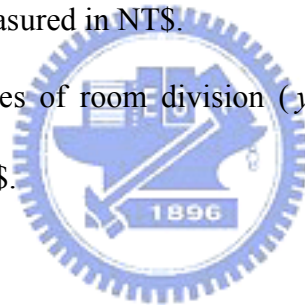 asured in NT$.
es of room division ( y
$.
1896